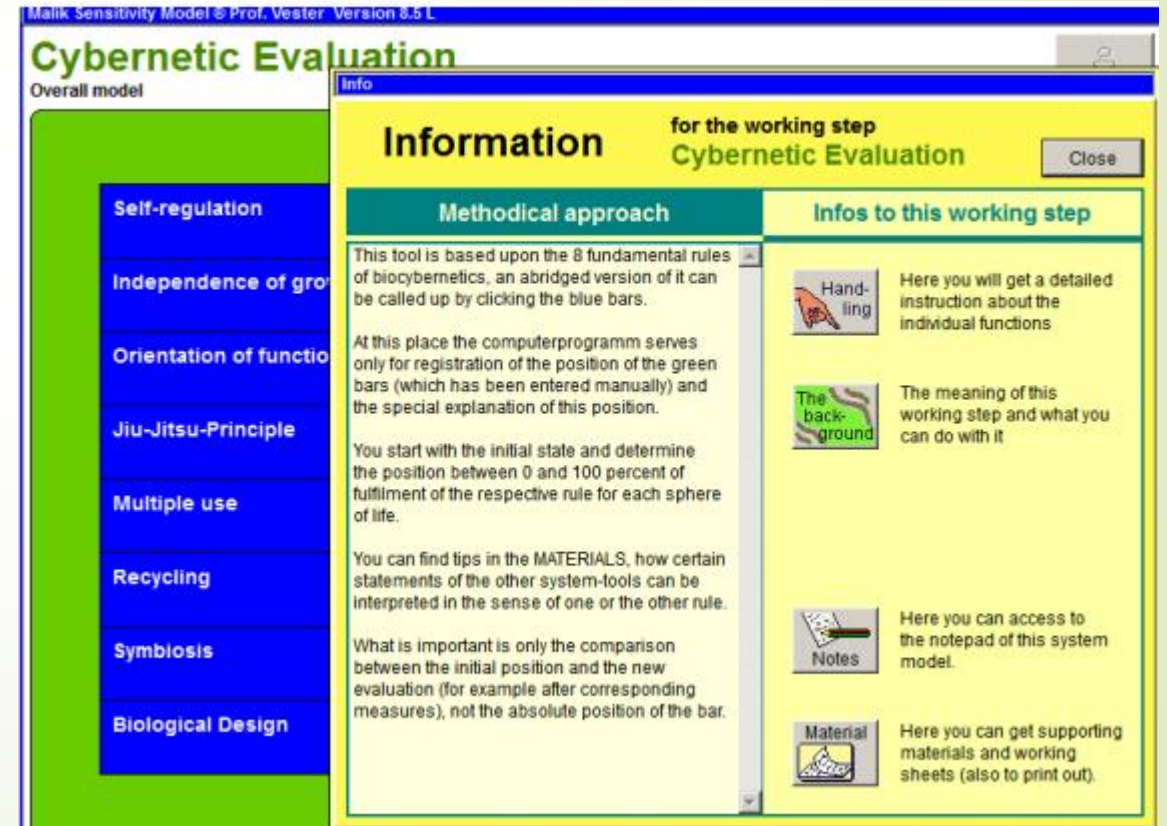 Malik Sensitivity Model © Prof. Vester Version 8.5 L
Cybernetic Evaluation
Overall model
Self-regulation
Independence of
Orientation of
Jiu-Jitsu-Principle
Multiple use
Recycling
Symbiosis
Biological Design
Info
Information
for the working step
Cybernetic Evaluation
Close
Methodical approach
This tool is based upon the 8 fundamental rules
of biocybernetics, an abridged version of it can
be called up by clicking the blue bars.
At this place the computerprogramm serves
only for registration of the position of the green
bars (which has been entered manually) and
the special explanation of this position.
You start with the initial state and determine
the position between 0 and 100 percent of
fulfilment of the respective rule for each sphere
of life.
You can find tips in the MATERIALS, how certain
statements of the other system-tools can be
interpreted in the sense of one or the other rule.
What is important is only the comparison
between the initial position and the new
evaluation (for example after corresponding
measures), not the absolute position of the bar.
Infos to this working step
Hand-
ling
Here you will get a detailed
instruction about the
individual functions
The
back-
ground
The meaning of this
working step and what you
can do with it
Notes
Here you can access to
the notepad of this system
model.
Material
Here you can get supporting
materials and working
sheets (also to print out).